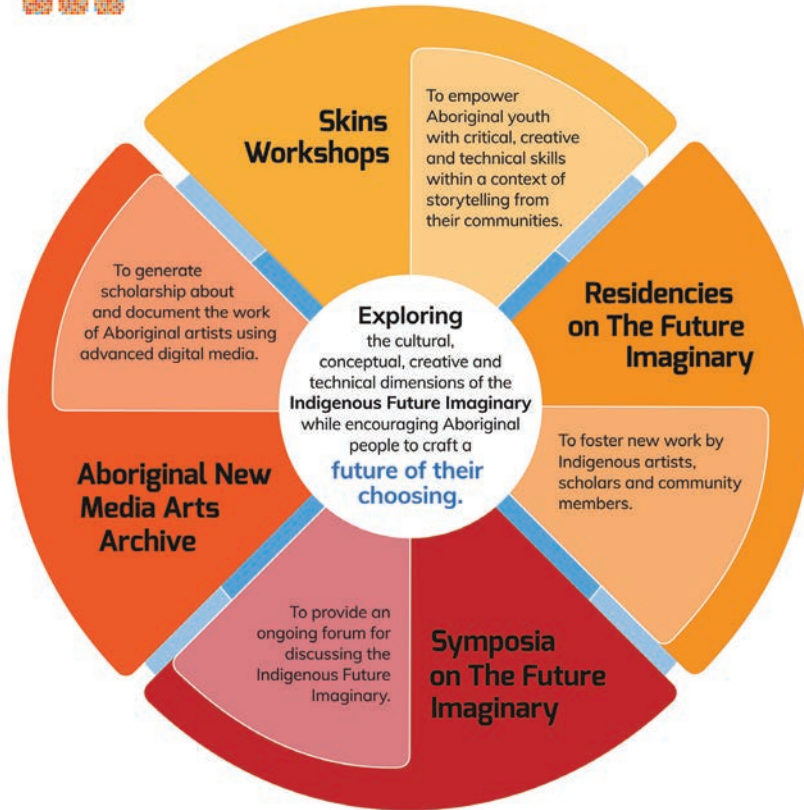 Skins
Workshops
To empower
Aboriginal youth
with critical, creative
and technical skills
within a context of
storytelling from
their communities.
Residencies
on The Future
Imaginary
To foster new work by
Indigenous artists,
scholars and community
members.
Symposia
on The Future
Imaginary
To provide an
ongoing forum for
discussing the
Indigenous Future
Imaginary.
Aboriginal New
Media Arts
Archive
To generate
scholarship about
and document the work
of Aboriginal artists using
advanced digital media.
Exploring
the cultural,
conceptual, creative and
technical dimensions of the
Indigenous Future Imaginary
while encouraging Aboriginal
people to craft a
future of their
choosing.